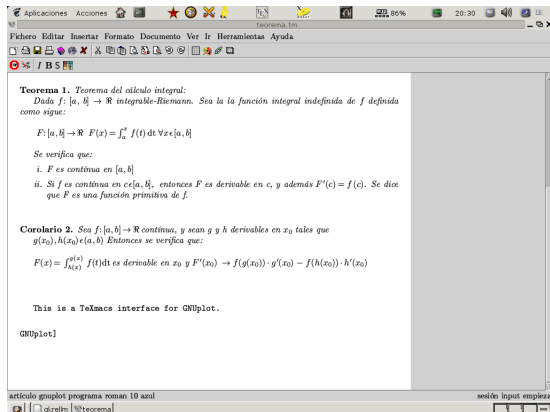 Aplicaciones Acciones 86% 20:30
teorema.tm
Fichero Editar Insertar Formato Documento Ver Ir Herramientas Ayuda
I B S
Teorema 1. Teorema del cálculo integral:
Dada f: [a, b] → ℜ integrable-Riemann. Sea la la función integral indefinida de f definida
como sigue:
F: [a, b] → ℜ F(x) = ∫_a^x f(t) dt ∀xϵ[a, b]
Se verifica que:
i. F es contínua en [a, b]
ii. Si f es contínua en cϵ[a, b], entonces F es derivable en c, y además F'(c) = f(c). Se dice
que F es una función primitiva de f.
Corolario 2. Sea f: [a, b] → ℜ contínua, y sean g y h derivables en x₀ tales que
g(x₀), h(x₀)ϵ(a, b) Entonces se verifica que:
F(x) = ∫_{h(x)}^{g(x)} f(t)dt es derivable en x₀ y F'(x₀) → f(g(x₀)) · g'(x₀) − f(h(x₀)) · h'(x₀)
This is a TeXmacs interface for GNUplot.
GNUplot]
artículo gnuplot programa roman 10 azul sesión input empieza
teorema